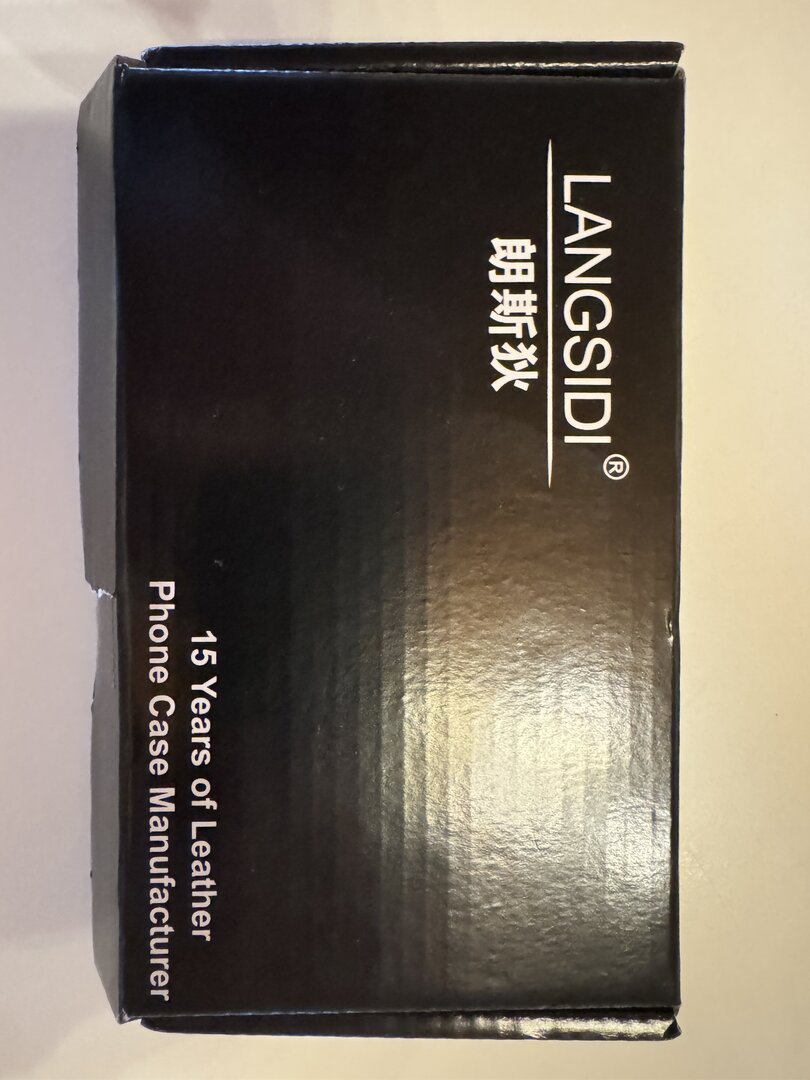 LANGSIDI®
朗斯狄
15 Years of Leather
Phone Case Manufacturer